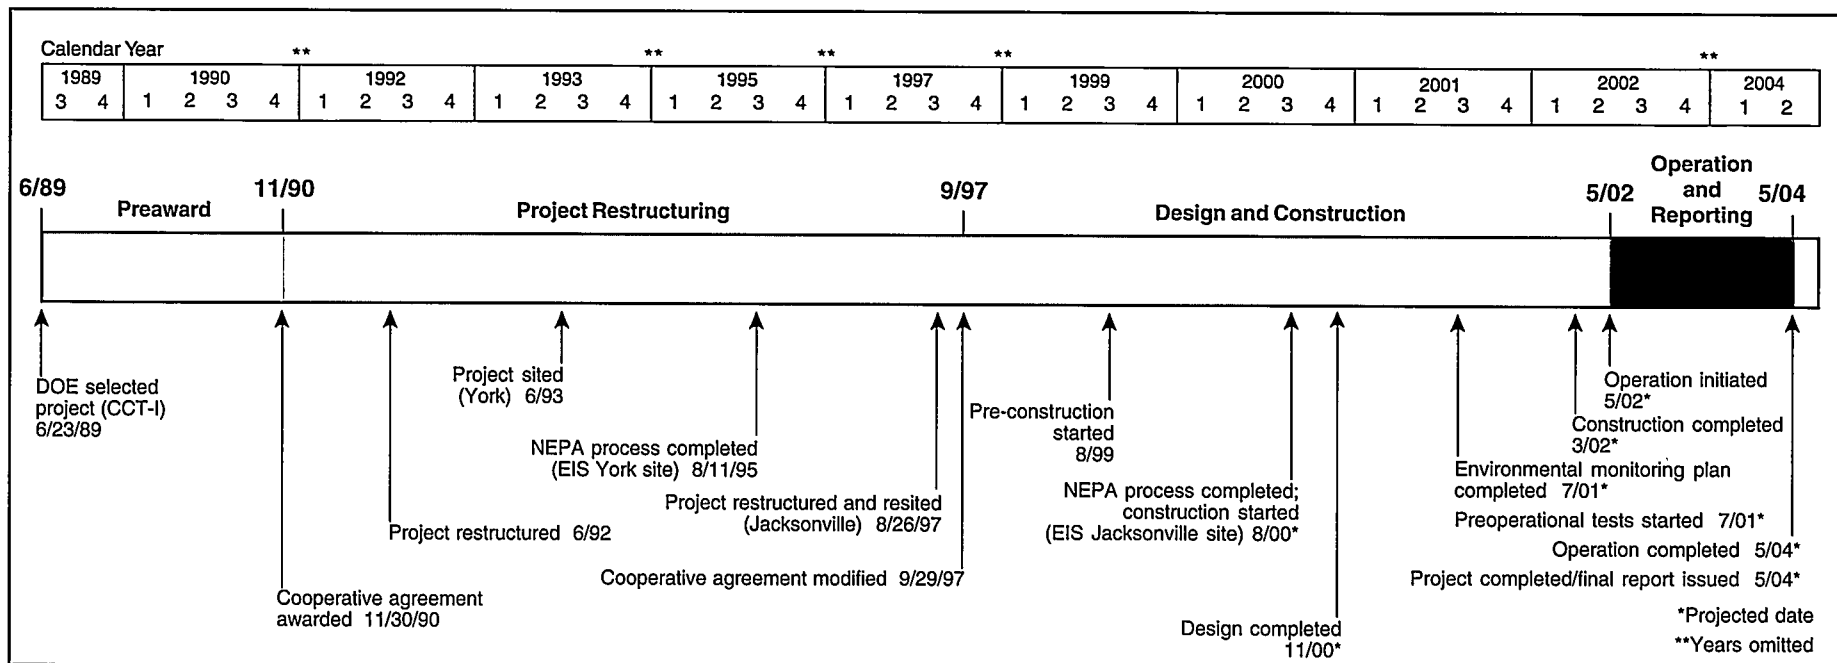 Calendar Year
** ** ** ** **
1989 1990 1992 1993 1995 1997 1999 2000 2001 2002 2004
3 4 1 2 3 4 1 2 3 4 1 2 3 4 1 2 3 4 1 2 3 4 1 2 3 4 1 2 3 4 1 2 3 4 1 2 3 4 1 2
6/89
Preaward
11/90
Project Restructuring
9/97
Design and Construction
5/02
Operation
and
Reporting
5/04
DOE selected
project (CCT-I)
6/23/89
Cooperative agreement
awarded 11/30/90
Project restructured 6/92
Project sited
(York) 6/93
NEPA process completed
(EIS York site) 8/11/95
Project restructured and resited
(Jacksonville) 8/26/97
Cooperative agreement modified 9/29/97
Pre-construction
started
8/99
NEPA process completed;
construction started
(EIS Jacksonville site) 8/00*
Design completed
11/00*
Operation initiated
5/02*
Construction completed
3/02*
Environmental monitoring plan
completed 7/01*
Preoperational tests started 7/01*
Operation completed 5/04*
Project completed/final report issued 5/04*
*Projected date
**Years omitted